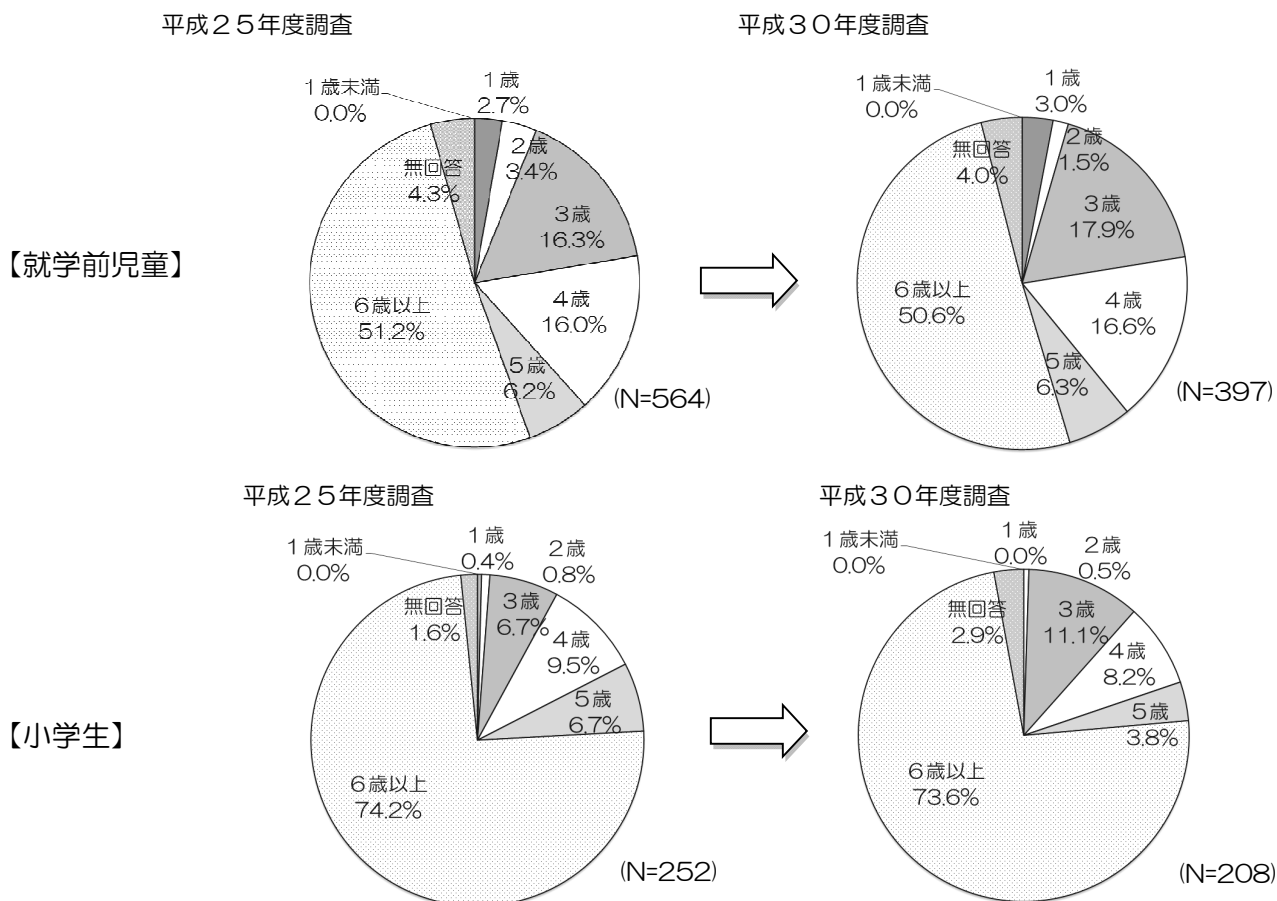 平成２５年度調査
平成３０年度調査
【就学前児童】
１歳未満
0.0%
１歳
2.7%
２歳
3.4%
３歳
16.3%
４歳
16.0%
５歳
6.2%
６歳以上
51.2%
無回答
4.3%
(N=564)
１歳未満
0.0%
１歳
3.0%
２歳
1.5%
３歳
17.9%
４歳
16.6%
５歳
6.3%
６歳以上
50.6%
無回答
4.0%
(N=397)
平成２５年度調査
平成３０年度調査
【小学生】
１歳未満
0.0%
１歳
0.4%
２歳
0.8%
３歳
6.7%
４歳
9.5%
５歳
6.7%
６歳以上
74.2%
無回答
1.6%
(N=252)
１歳未満
0.0%
１歳
0.0%
２歳
0.5%
３歳
11.1%
４歳
8.2%
５歳
3.8%
６歳以上
73.6%
無回答
2.9%
(N=208)